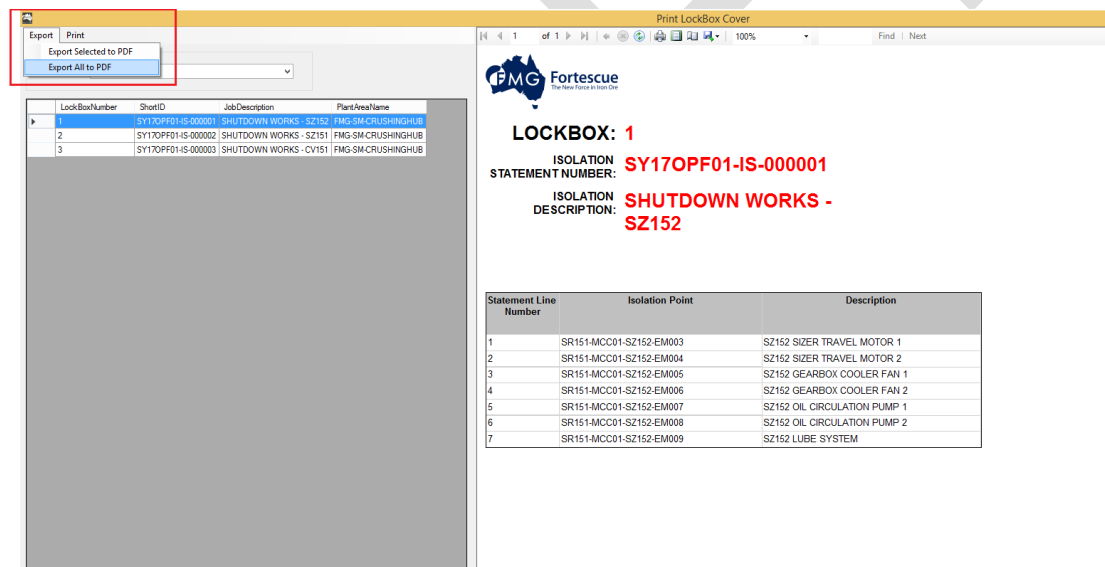 Print LockBox Cover
Export Print
Export Selected to PDF
Export All to PDF
1 of 1 100% Find | Next
LockBoxNumber ShortID JobDescription PlantAreaName
1 SY17OPF01-IS-000001 SHUTDOWN WORKS - SZ152 FMG-SM-CRUSHINGHUB
2 SY17OPF01-IS-000002 SHUTDOWN WORKS - SZ151 FMG-SM-CRUSHINGHUB
3 SY17OPF01-IS-000003 SHUTDOWN WORKS - CV151 FMG-SM-CRUSHINGHUB
FMG Fortescue
The New Force in Iron Ore
LOCKBOX: 1
ISOLATION
STATEMENT NUMBER: SY17OPF01-IS-000001
ISOLATION
DESCRIPTION: SHUTDOWN WORKS -
SZ152
Statement Line Isolation Point Description
Number
1 SR151-MCC01-SZ152-EM003 SZ152 SIZER TRAVEL MOTOR 1
2 SR151-MCC01-SZ152-EM004 SZ152 SIZER TRAVEL MOTOR 2
3 SR151-MCC01-SZ152-EM005 SZ152 GEARBOX COOLER FAN 1
4 SR151-MCC01-SZ152-EM006 SZ152 GEARBOX COOLER FAN 2
5 SR151-MCC01-SZ152-EM007 SZ152 OIL CIRCULATION PUMP 1
6 SR151-MCC01-SZ152-EM008 SZ152 OIL CIRCULATION PUMP 2
7 SR151-MCC01-SZ152-EM009 SZ152 LUBE SYSTEM